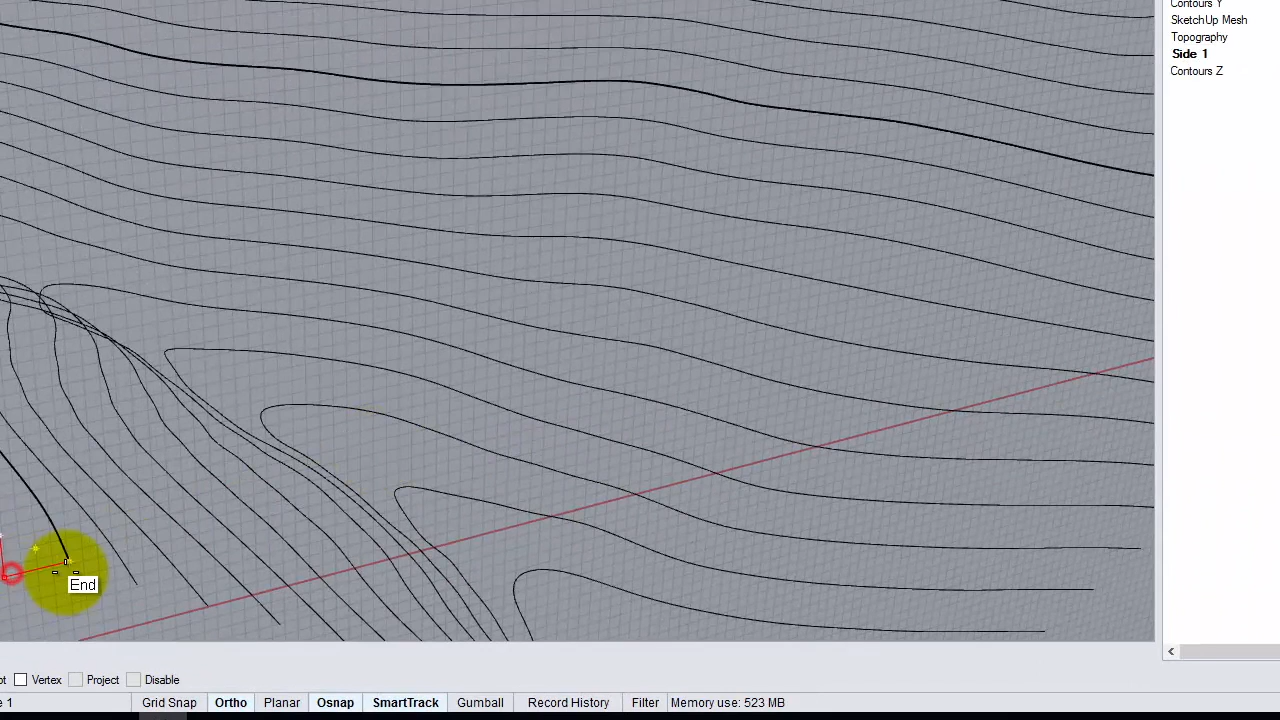 Contours Y
SketchUp Mesh
Topography
Side 1
Contours Z
End
Vertex Project Disable
Grid Snap Ortho Planar Osnap SmartTrack Gumball Record History Filter Memory use: 523 MB